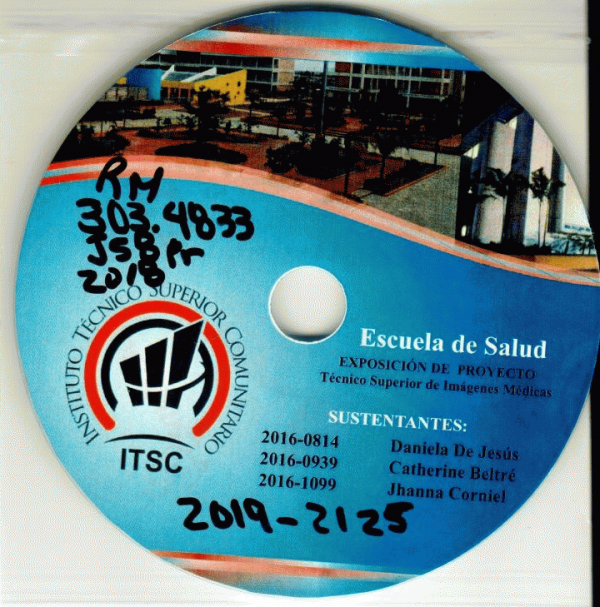 RM
303.4833
J58pr
2018
INSTITUTO TÉCNICO SUPERIOR COMUNITARIO
ITSC
Escuela de Salud
EXPOSICIÓN DE PROYECTO
Técnico Superior de Imágenes Médicas
SUSTENTANTES:
2016-0814 Daniela De Jesús
2016-0939 Catherine Beltré
2016-1099 Jhanna Corniel
2019-2125